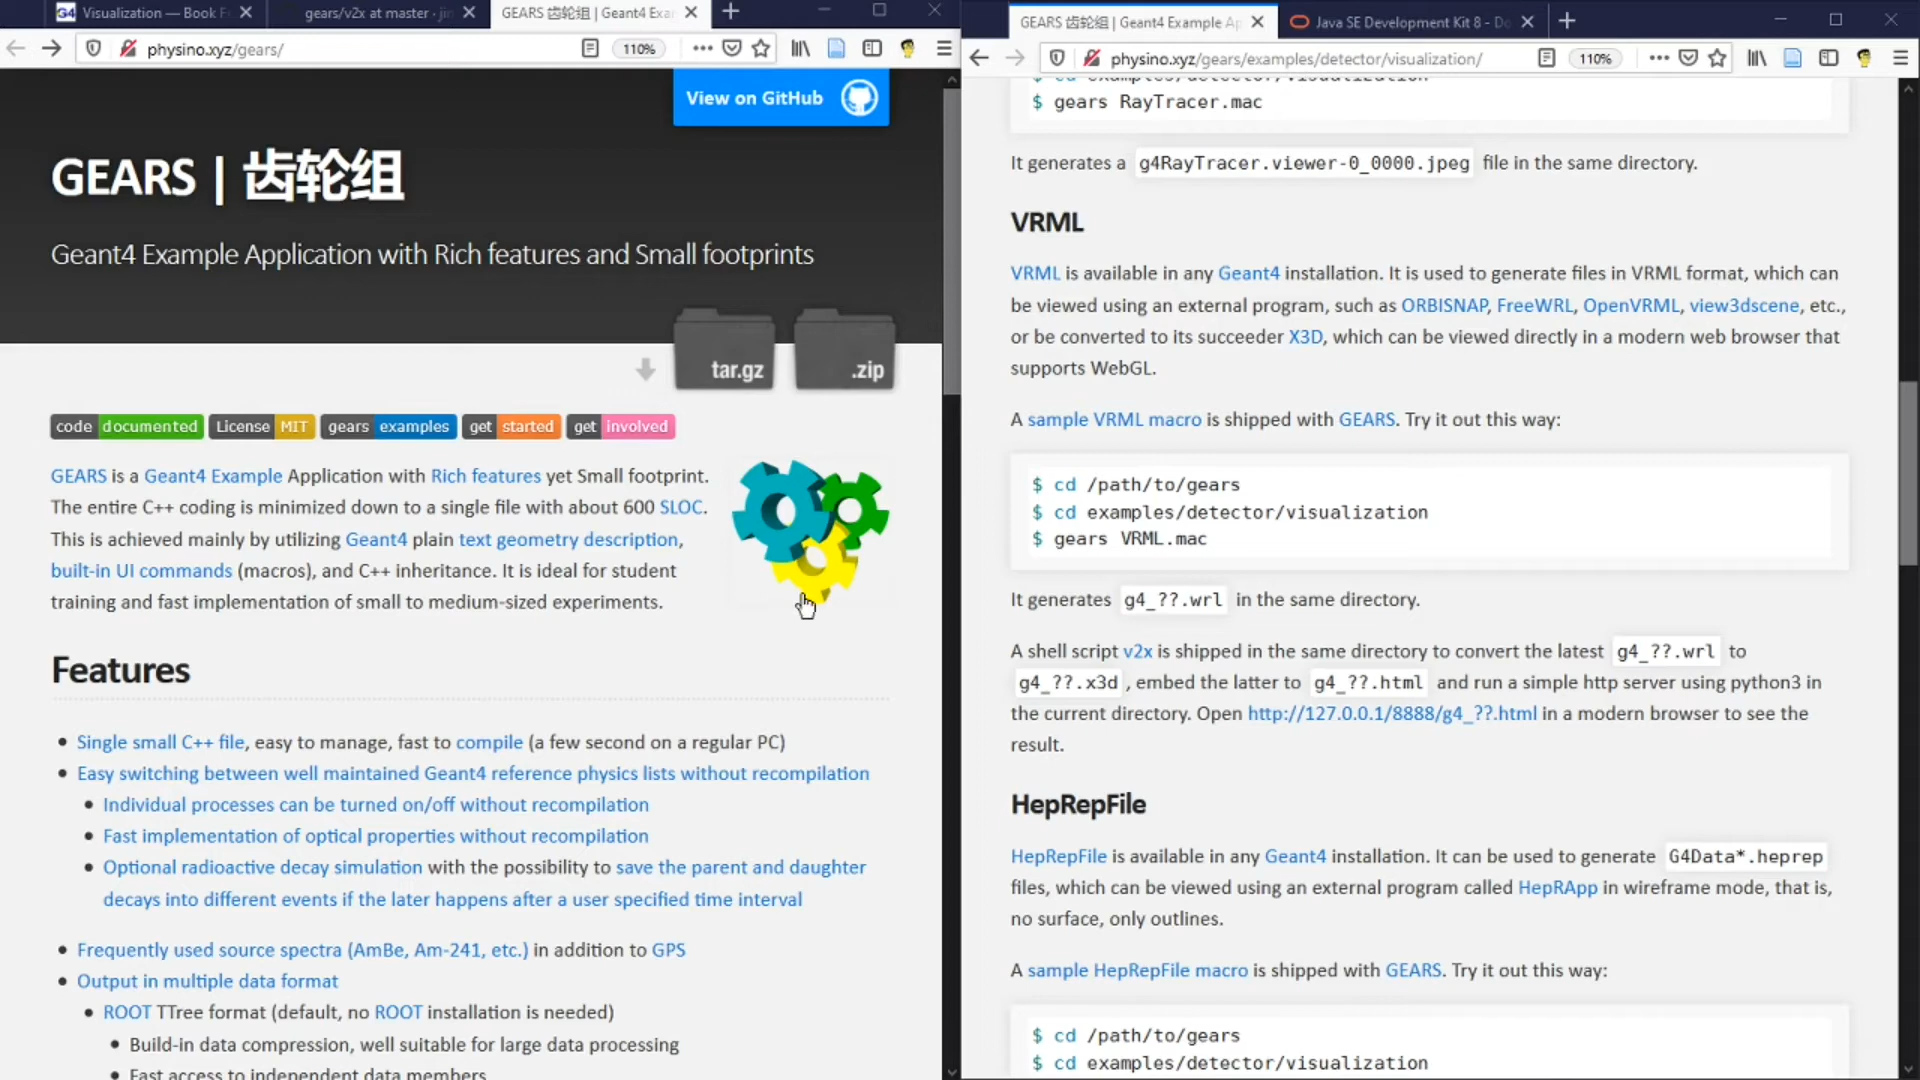 Visualization — Book F
gears/v2x at master · jin
GEARS 齿轮组 | Geant4 Exar
physino.xyz/gears/
110%
View on GitHub
GEARS | 齿轮组
Geant4 Example Application with Rich features and Small footprints
tar.gz
.zip
code documented License MIT gears examples get started get involved
GEARS is a Geant4 Example Application with Rich features yet Small footprint.
The entire C++ coding is minimized down to a single file with about 600 SLOC.
This is achieved mainly by utilizing Geant4 plain text geometry description,
built-in UI commands (macros), and C++ inheritance. It is ideal for student
training and fast implementation of small to medium-sized experiments.
Features
• Single small C++ file, easy to manage, fast to compile (a few second on a regular PC)
• Easy switching between well maintained Geant4 reference physics lists without recompilation
• Individual processes can be turned on/off without recompilation
• Fast implementation of optical properties without recompilation
• Optional radioactive decay simulation with the possibility to save the parent and daughter
decays into different events if the later happens after a user specified time interval
• Frequently used source spectra (AmBe, Am-241, etc.) in addition to GPS
• Output in multiple data format
• ROOT TTree format (default, no ROOT installation is needed)
• Build-in data compression, well suitable for large data processing
• Fast access to independent data members
GEARS 齿轮组 | Geant4 Example Ap
Java SE Development Kit 8 - Do
physino.xyz/gears/examples/detector/visualization/
110%
$ cd examples/detector/visualization
$ gears RayTracer.mac
It generates a g4RayTracer.viewer-0_0000.jpeg file in the same directory.
VRML
VRML is available in any Geant4 installation. It is used to generate files in VRML format, which can
be viewed using an external program, such as ORBISNAP, FreeWRL, OpenVRML, view3dscene, etc.,
or be converted to its succeeder X3D, which can be viewed directly in a modern web browser that
supports WebGL.
A sample VRML macro is shipped with GEARS. Try it out this way:
$ cd /path/to/gears
$ cd examples/detector/visualization
$ gears VRML.mac
It generates g4_??.wrl in the same directory.
A shell script v2x is shipped in the same directory to convert the latest g4_??.wrl to
g4_??.x3d , embed the latter to g4_??.html and run a simple http server using python3 in
the current directory. Open http://127.0.0.1/8888/g4_??.html in a modern browser to see the
result.
HepRepFile
HepRepFile is available in any Geant4 installation. It can be used to generate G4Data*.heprep
files, which can be viewed using an external program called HepRApp in wireframe mode, that is,
no surface, only outlines.
A sample HepRepFile macro is shipped with GEARS. Try it out this way:
$ cd /path/to/gears
$ cd examples/detector/visualization